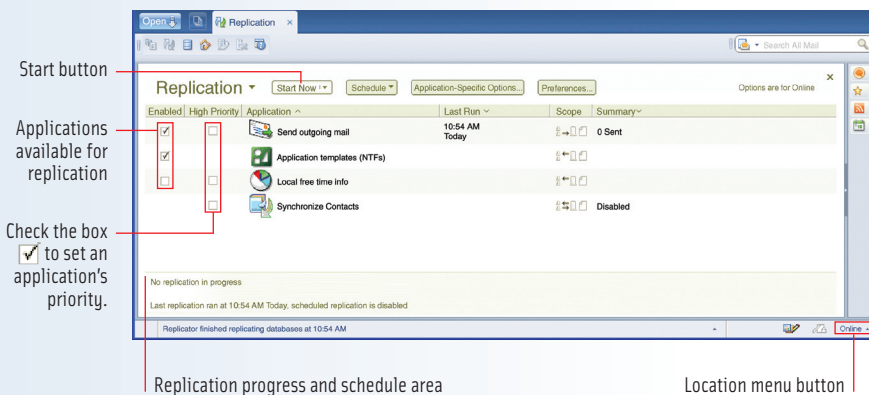 Open
Replication ×
Search All Mail
Start button
Replication
Start Now
Schedule
Application-Specific Options...
Preferences...
Options are for Online
Enabled High Priority Application Last Run Scope Summary
Applications
available for
replication
Send outgoing mail 10:54 AM
Today 0 Sent
Application templates (NTFs)
Local free time info
Synchronize Contacts Disabled
Check the box
to set an
application's
priority.
No replication in progress
Last replication ran at 10:54 AM Today, scheduled replication is disabled
Replicator finished replicating databases at 10:54 AM
Online
Replication progress and schedule area
Location menu button